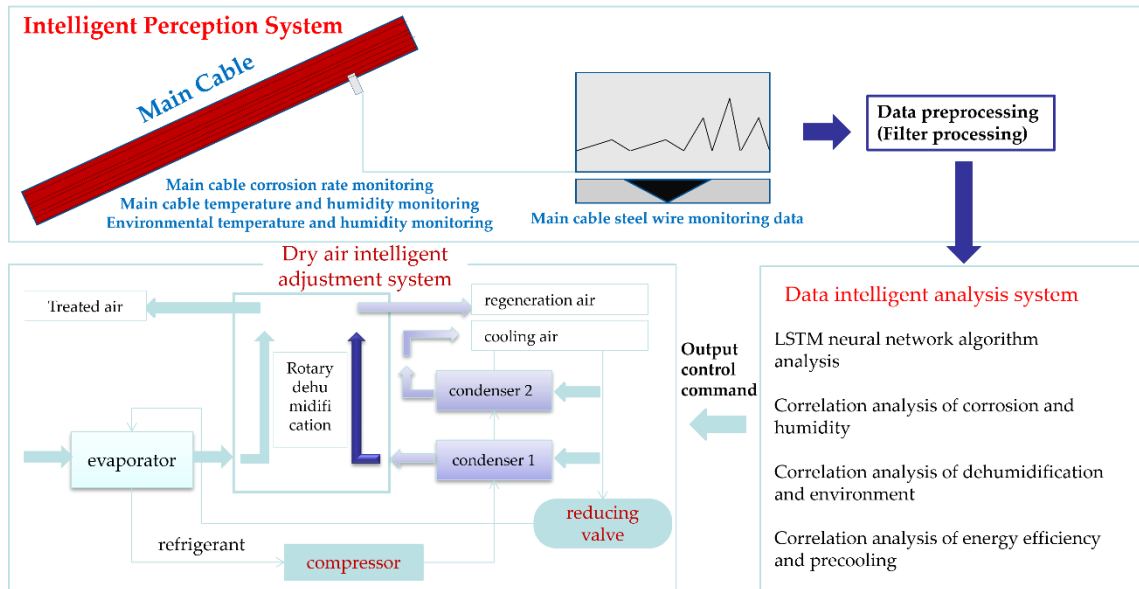 Intelligent Perception System
Main Cable
Main cable corrosion rate monitoring
Main cable temperature and humidity monitoring
Environmental temperature and humidity monitoring
Main cable steel wire monitoring data
Data preprocessing
(Filter processing)
Dry air intelligent
adjustment system
Treated air
regeneration air
cooling air
Rotary
dehu
midifi
cation
condenser 2
condenser 1
evaporator
refrigerant
compressor
reducing
valve
Output
control
command
Data intelligent analysis system
LSTM neural network algorithm
analysis
Correlation analysis of corrosion and
humidity
Correlation analysis of dehumidification
and environment
Correlation analysis of energy efficiency
and precooling